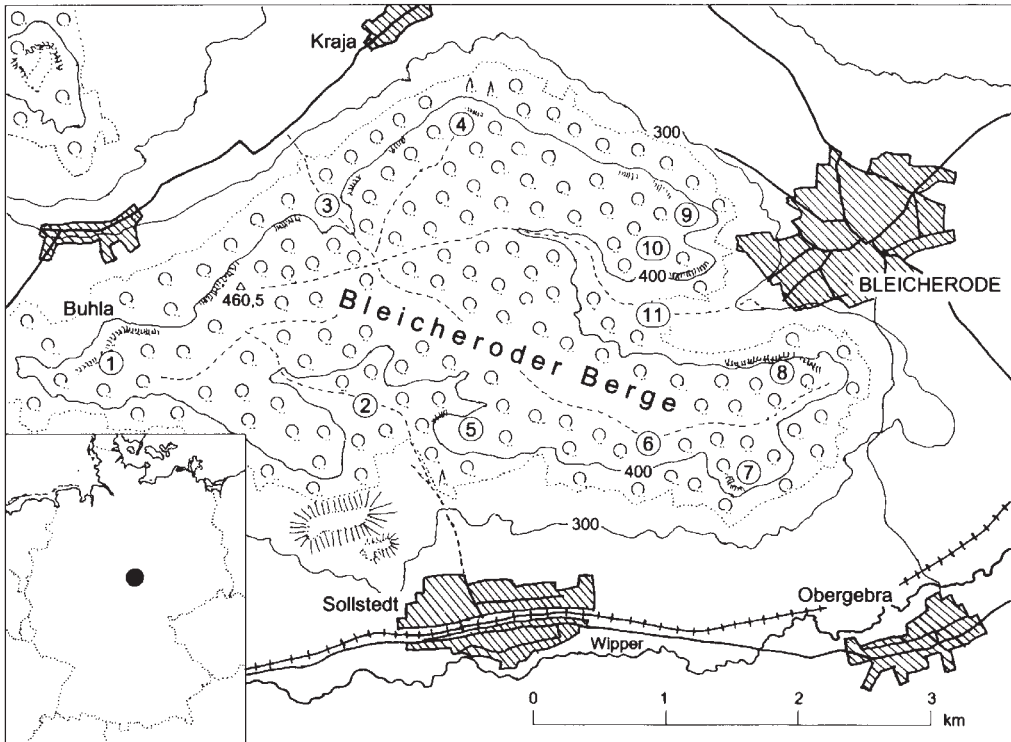 Kraja
300
4
3
9
10
400
BLEICHERODE
460,5
Buhla
11
Bleicheroder Berge
1
8
2
5
6
400
7
300
Sollstedt
Obergebra
Wipper
0 1 2 3
km